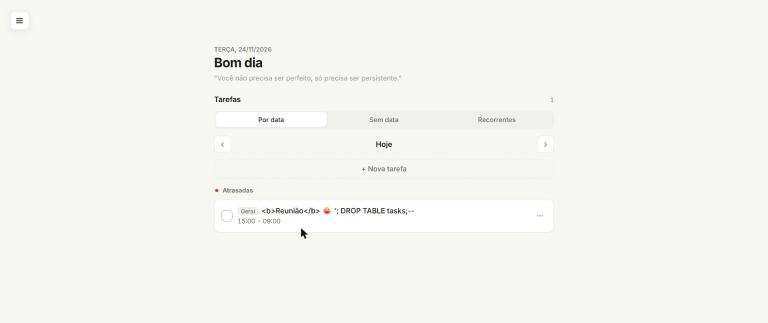 TERÇA, 24/11/2026
Bom dia
"Você não precisa ser perfeito, só precisa ser persistente."
Tarefas 1
Por data Sem data Recorrentes
Hoje
+ Nova tarefa
Atrasadas
Geral <b>Reunião</b> 😀 '; DROP TABLE tasks;--
15:00 - 09:00